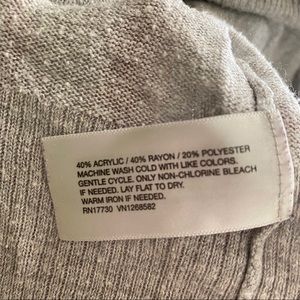 40% ACRYLIC / 40% RAYON / 20% POLYESTER
MACHINE WASH COLD WITH LIKE COLORS.
GENTLE CYCLE. ONLY NON-CHLORINE BLEACH
IF NEEDED. LAY FLAT TO DRY.
WARM IRON IF NEEDED.
RN17730 VN1268582